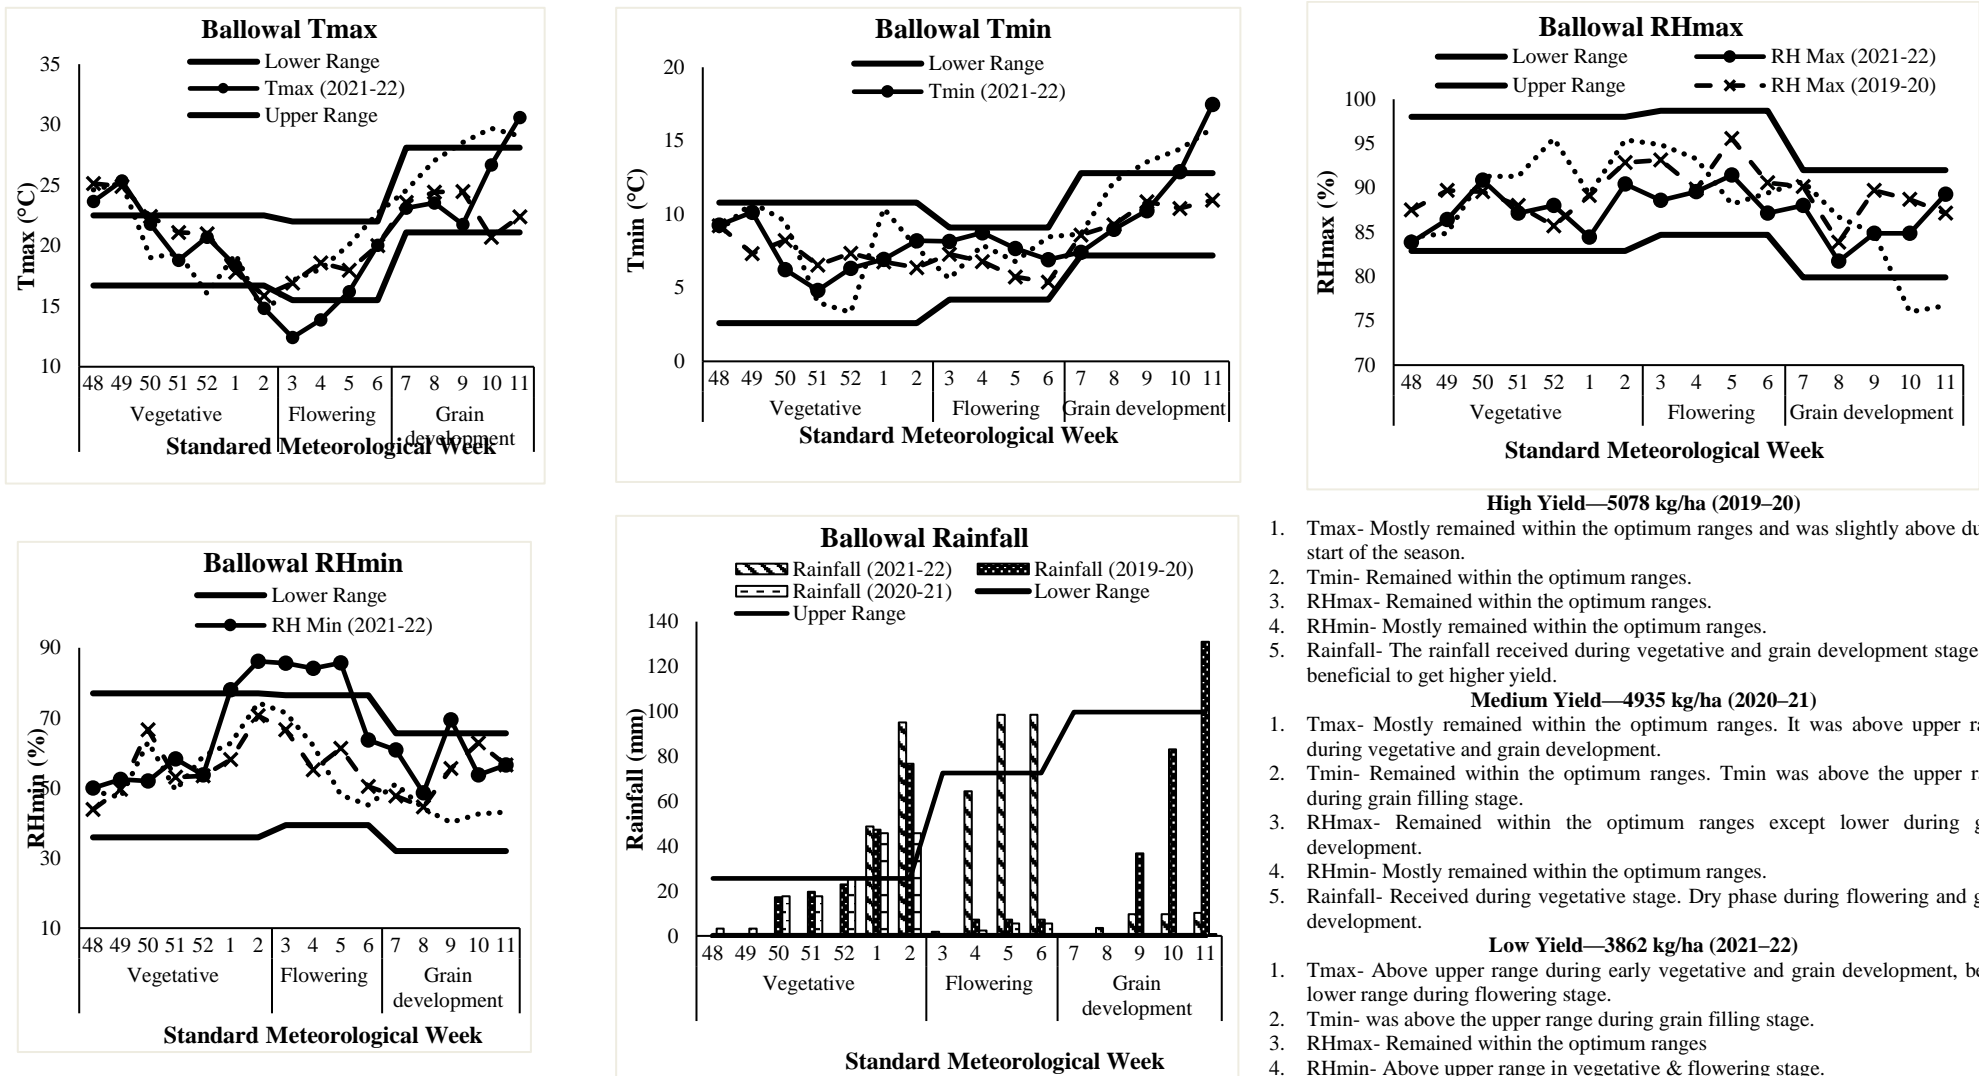 Ballowal Tmax
Lower Range
Tmax (2021-22)
Upper Range
35
30
25
20
15
10
Tmax (°C)
48 49 50 51 52 1 2 3 4 5 6 7 8 9 10 11
Vegetative Flowering Grain development
Standared Meteorological Week
Ballowal Tmin
Lower Range
Tmin (2021-22)
20
15
10
5
0
Tmin (°C)
48 49 50 51 52 1 2 3 4 5 6 7 8 9 10 11
Vegetative Flowering Grain development
Standard Meteorological Week
Ballowal RHmax
Lower Range RH Max (2021-22)
Upper Range RH Max (2019-20)
100
95
90
85
80
75
70
RHmax (%)
48 49 50 51 52 1 2 3 4 5 6 7 8 9 10 11
Vegetative Flowering Grain development
Standard Meteorological Week
Ballowal RHmin
Lower Range
RH Min (2021-22)
90
70
50
30
10
RHmin (%)
48 49 50 51 52 1 2 3 4 5 6 7 8 9 10 11
Vegetative Flowering Grain
development
Standard Meteorological Week
Ballowal Rainfall
Rainfall (2021-22) Rainfall (2019-20)
Rainfall (2020-21) Lower Range
Upper Range
140
120
100
80
60
40
20
0
Rainfall (mm)
48 49 50 51 52 1 2 3 4 5 6 7 8 9 10 11
Vegetative Flowering Grain
development
Standard Meteorological Week
High Yield—5078 kg/ha (2019–20)
1. Tmax- Mostly remained within the optimum ranges and was slightly above
start of the season.
2. Tmin- Remained within the optimum ranges.
3. RHmax- Remained within the optimum ranges.
4. RHmin- Mostly remained within the optimum ranges.
5. Rainfall- The rainfall received during vegetative and grain development stage
beneficial to get higher yield.
Medium Yield—4935 kg/ha (2020–21)
1. Tmax- Mostly remained within the optimum ranges. It was above upper
during vegetative and grain development.
2. Tmin- Remained within the optimum ranges. Tmin was above the upper
during grain filling stage.
3. RHmax- Remained within the optimum ranges except lower during
development.
4. RHmin- Mostly remained within the optimum ranges.
5. Rainfall- Received during vegetative stage. Dry phase during flowering and
development.
Low Yield—3862 kg/ha (2021–22)
1. Tmax- Above upper range during early vegetative and grain development,
lower range during flowering stage.
2. Tmin- was above the upper range during grain filling stage.
3. RHmax- Remained within the optimum ranges
4. RHmin- Above upper range in vegetative & flowering stage.